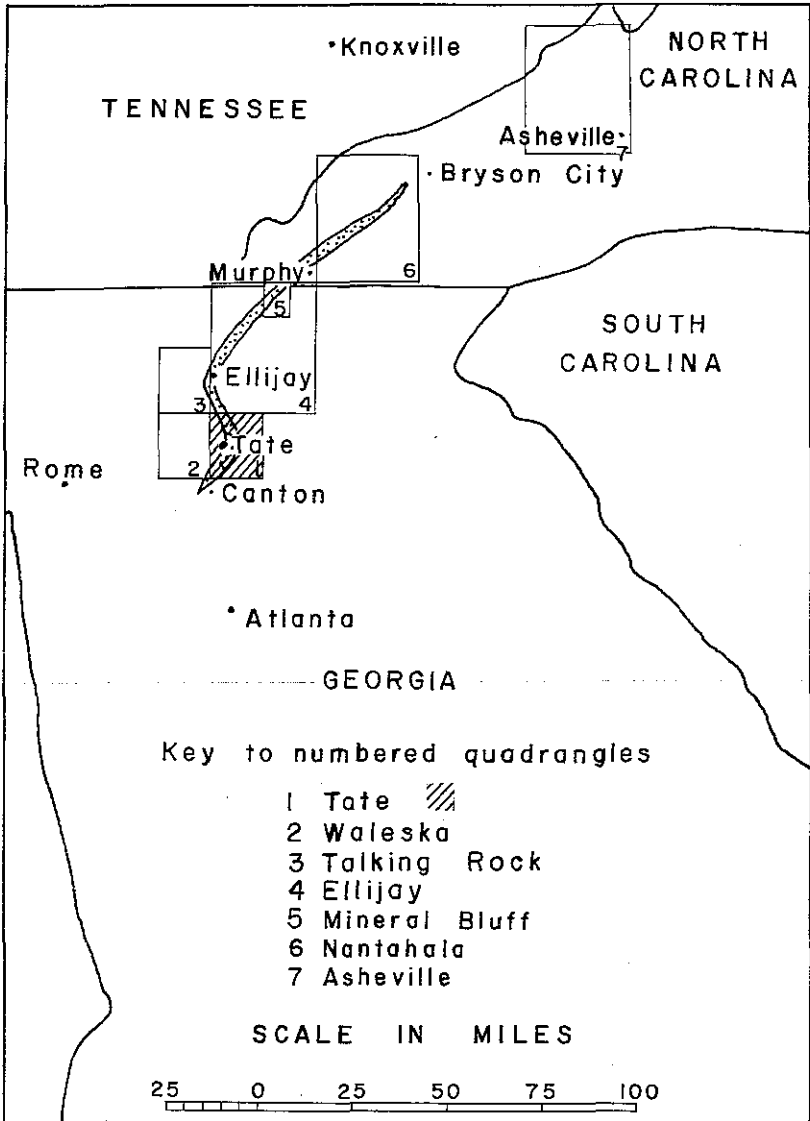 Knoxville
NORTH
CAROLINA
TENNESSEE
Asheville
7
Bryson City
Murphy
6
5
SOUTH
CAROLINA
Ellijay
3
4
Tate
Rome
2
1
Canton
Atlanta
GEORGIA
Key to numbered quadrangles
1 Tate
2 Waleska
3 Talking Rock
4 Ellijay
5 Mineral Bluff
6 Nantahala
7 Asheville
SCALE IN MILES
25 0 25 50 75 100